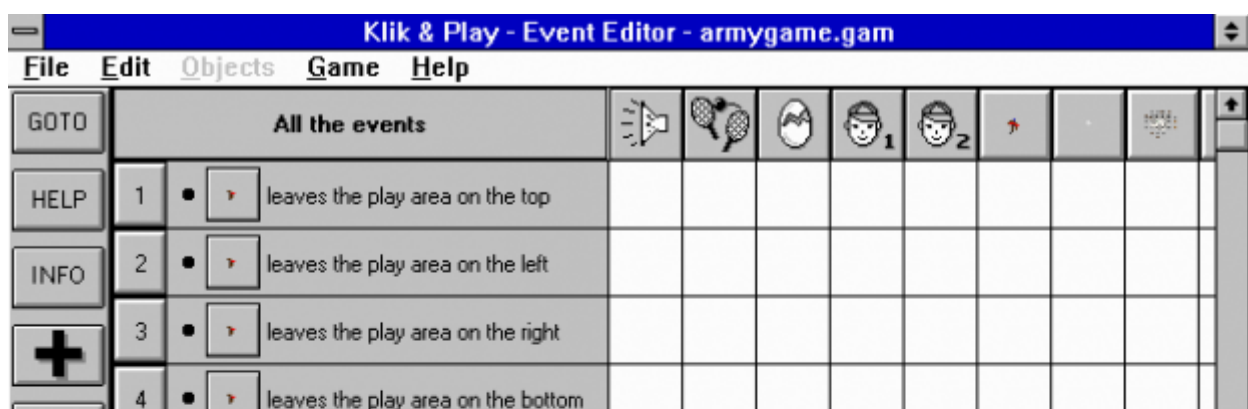 Klik & Play - Event Editor - armygame.gam
File Edit Objects Game Help
GOTO All the events 1 2
HELP 1 leaves the play area on the top
INFO 2 leaves the play area on the left
3 leaves the play area on the right
4 leaves the play area on the bottom